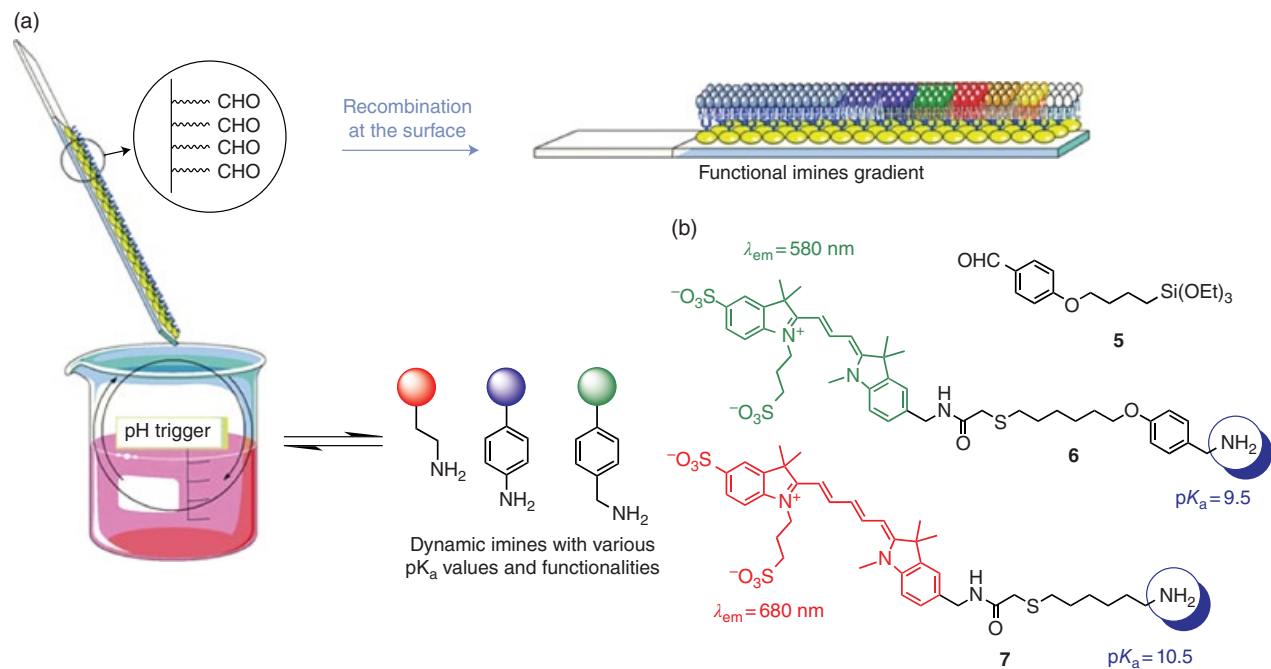 (a)
CHO
CHO
CHO
CHO
Recombination
at the surface
Functional imines gradient
pH trigger
NH2
NH2
NH2
Dynamic imines with various
pKa values and functionalities
(b)
λem = 580 nm
−O3S
N+
−O3S
N
H
N
O
S
O
NH2
6
pKa = 9.5
OHC
O
Si(OEt)3
5
−O3S
N+
−O3S
N
H
N
O
S
NH2
λem = 680 nm
7
pKa = 10.5